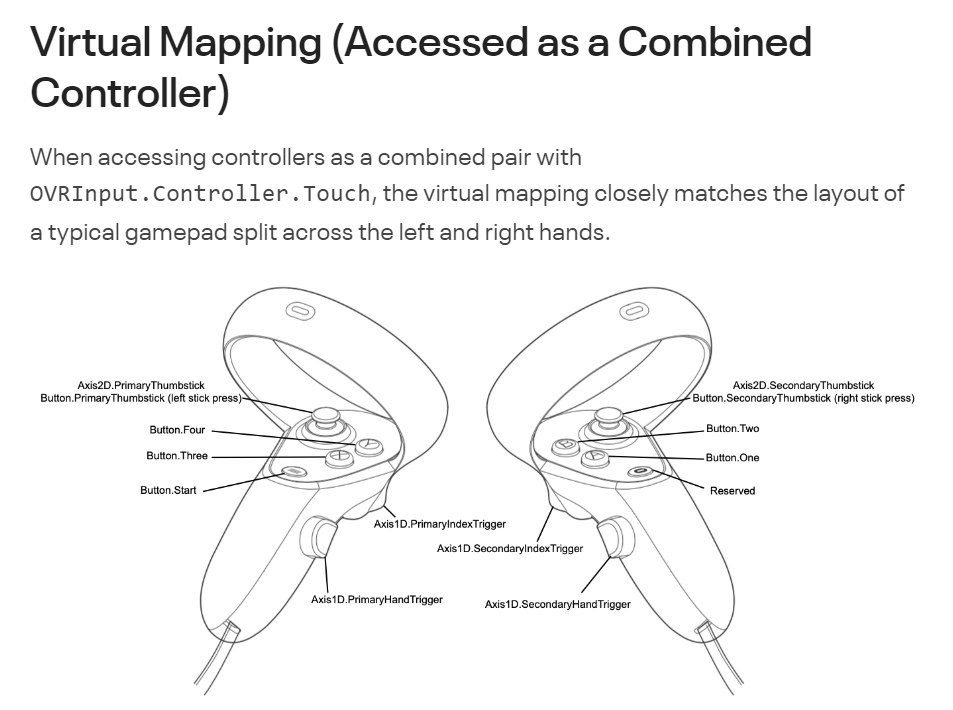 Virtual Mapping (Accessed as a Combined
Controller)
When accessing controllers as a combined pair with
OVRInput.Controller.Touch, the virtual mapping closely matches the layout of
a typical gamepad split across the left and right hands.
Axis2D.PrimaryThumbstick
Button.PrimaryThumbstick (left stick press)
Button.Four
Button.Three
Button.Start
Axis1D.PrimaryIndexTrigger
Axis1D.PrimaryHandTrigger
Axis2D.SecondaryThumbstick
Button.SecondaryThumbstick (right stick press)
Button.Two
Button.One
Reserved
Axis1D.SecondaryIndexTrigger
Axis1D.SecondaryHandTrigger